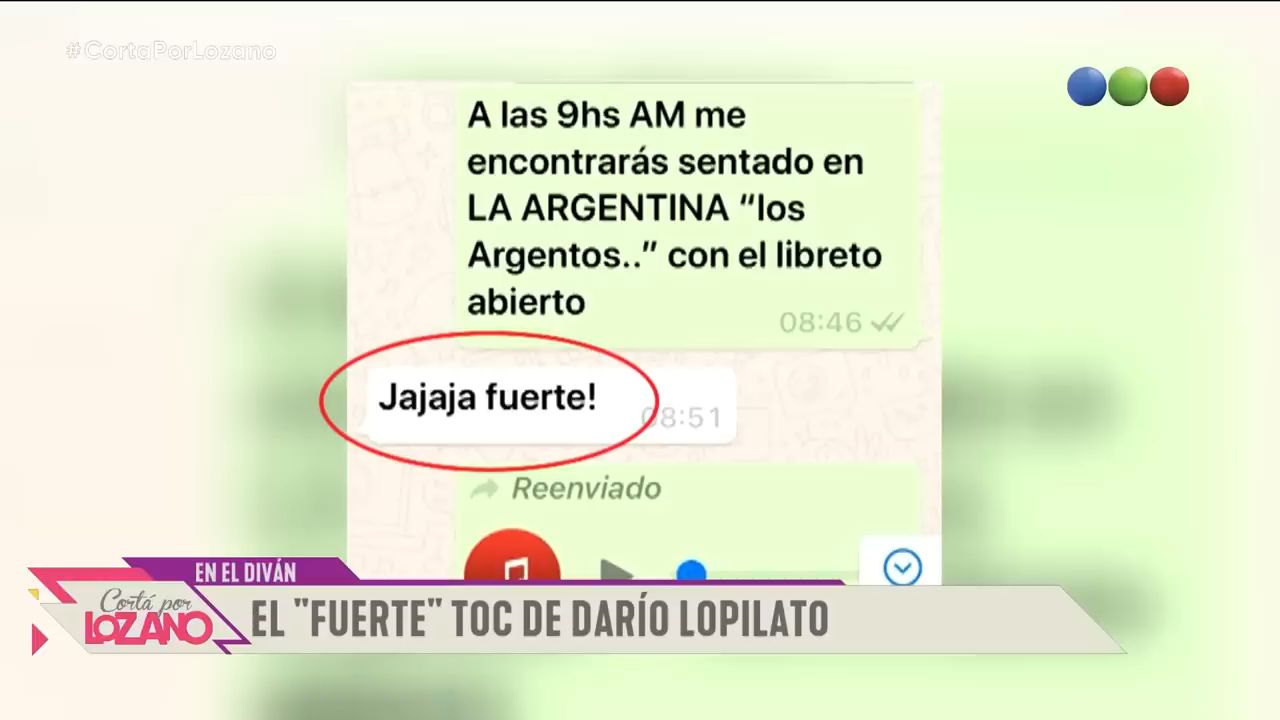 #CortaPorLozano
A las 9hs AM me
encontrarás sentado en
LA ARGENTINA “los
Argentos..” con el libreto
abierto
08:46
Jajaja fuerte!
08:51
Reenviado
EN EL DIVÁN
Cortá por
LOZANO
EL "FUERTE" TOC DE DARÍO LOPILATO